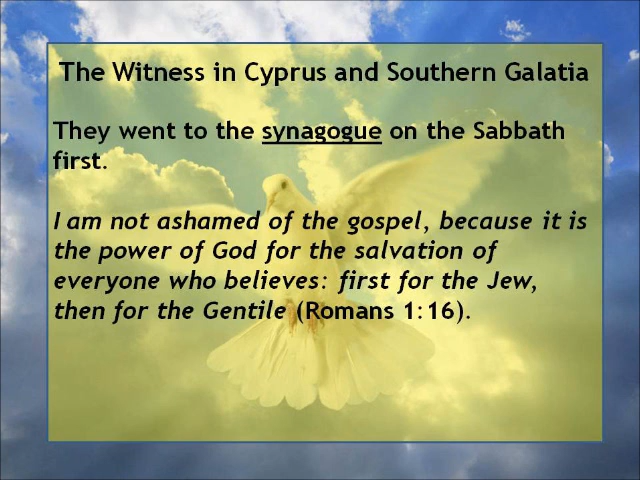 The Witness in Cyprus and Southern Galatia
They went to the synagogue on the Sabbath
first.
I am not ashamed of the gospel, because it is
the power of God for the salvation of
everyone who believes: first for the Jew,
then for the Gentile (Romans 1:16).